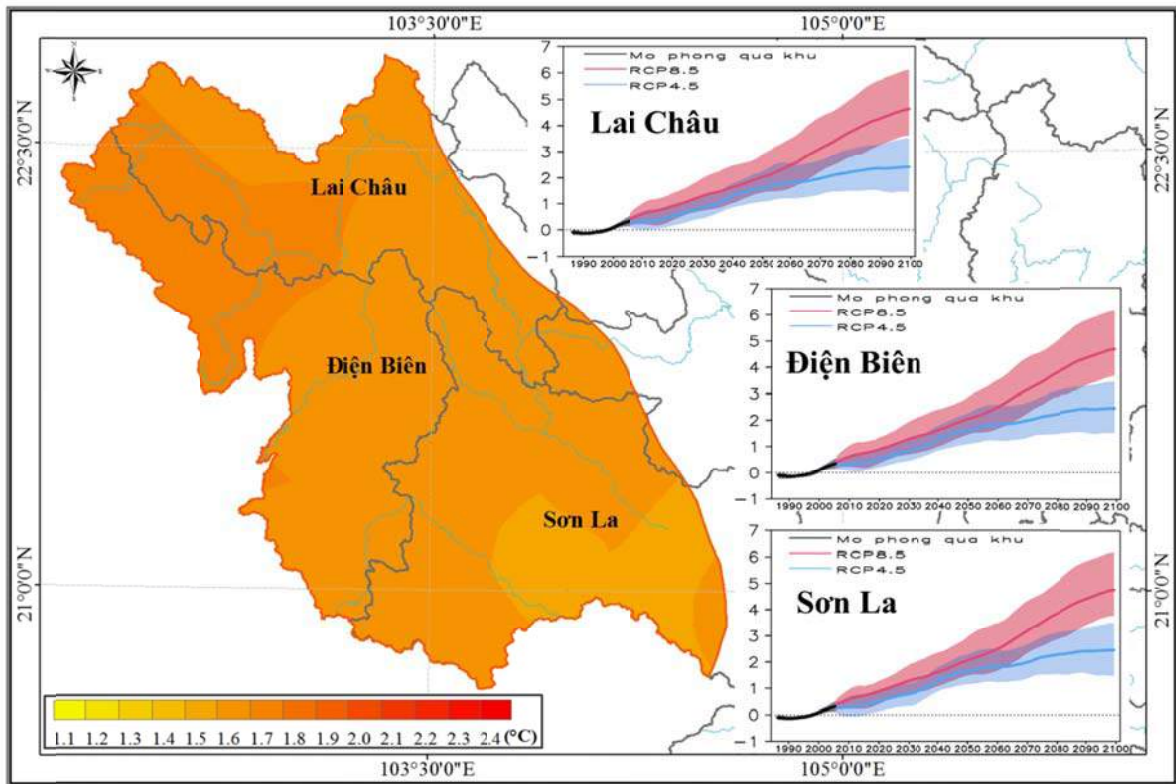 103°30'0"E 105°0'0"E
22°30'0"N
22°30'0"N
7
6
5
4
3
2
1
0
−1
Mo phong qua khu
RCP8.5
RCP4.5
Lai Châu
1990 2000 2010 2020 2030 2040 2050 2060 2070 2080 2090 2100
Lai Châu
7
6
5
4
3
2
1
0
−1
Mo phong qua khu
RCP8.5
RCP4.5
Điện Biên
1990 2000 2010 2020 2030 2040 2050 2060 2070 2080 2090 2100
Điện Biên
Sơn La
7
6
5
4
3
2
1
0
−1
Mo phong qua khu
RCP8.5
RCP4.5
Sơn La
1990 2000 2010 2020 2030 2040 2050 2060 2070 2080 2090 2100
21°0'0"N
21°0'0"N
1.1 1.2 1.3 1.4 1.5 1.6 1.7 1.8 1.9 2.0 2.1 2.2 2.3 2.4 (°C)
103°30'0"E 105°0'0"E